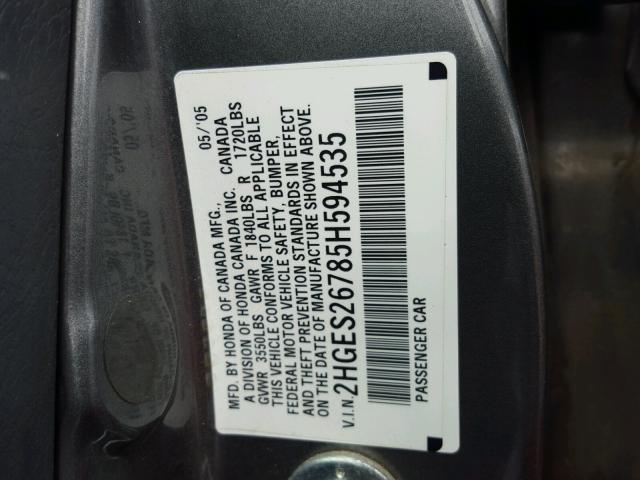 05/'05
MFD. BY HONDA OF CANADA MFG.,
A DIVISION OF HONDA CANADA INC. CANADA
GVWR 3550LBS GAWR F 1840LBS R 1720LBS
THIS VEHICLE CONFORMS TO ALL APPLICABLE
FEDERAL MOTOR VEHICLE SAFETY, BUMPER,
AND THEFT PREVENTION STANDARDS IN EFFECT
ON THE DATE OF MANUFACTURE SHOWN ABOVE.
V.I.N. 2HGES26785H594535
PASSENGER CAR